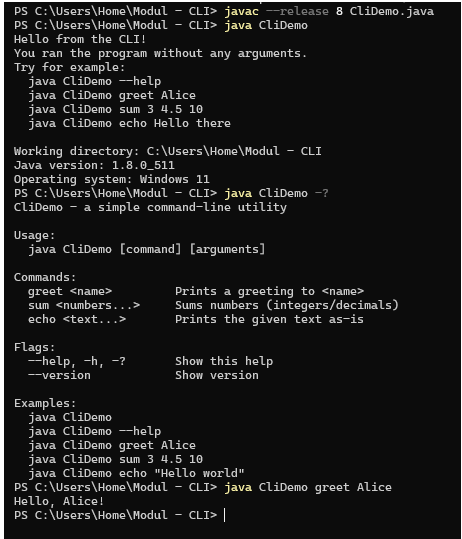 PS C:\Users\Home\Modul - CLI> javac --release 8 CliDemo.java
PS C:\Users\Home\Modul - CLI> java CliDemo
Hello from the CLI!
You ran the program without any arguments.
Try for example:
  java CliDemo --help
  java CliDemo greet Alice
  java CliDemo sum 3 4.5 10
  java CliDemo echo Hello there

Working directory: C:\Users\Home\Modul - CLI
Java version: 1.8.0_511
Operating system: Windows 11
PS C:\Users\Home\Modul - CLI> java CliDemo -?
CliDemo - a simple command-line utility

Usage:
  java CliDemo [command] [arguments]

Commands:
  greet <name>         Prints a greeting to <name>
  sum <numbers...>     Sums numbers (integers/decimals)
  echo <text...>       Prints the given text as-is

Flags:
  --help, -h, -?       Show this help
  --version            Show version

Examples:
  java CliDemo
  java CliDemo --help
  java CliDemo greet Alice
  java CliDemo sum 3 4.5 10
  java CliDemo echo "Hello world"
PS C:\Users\Home\Modul - CLI> java CliDemo greet Alice
Hello, Alice!
PS C:\Users\Home\Modul - CLI>